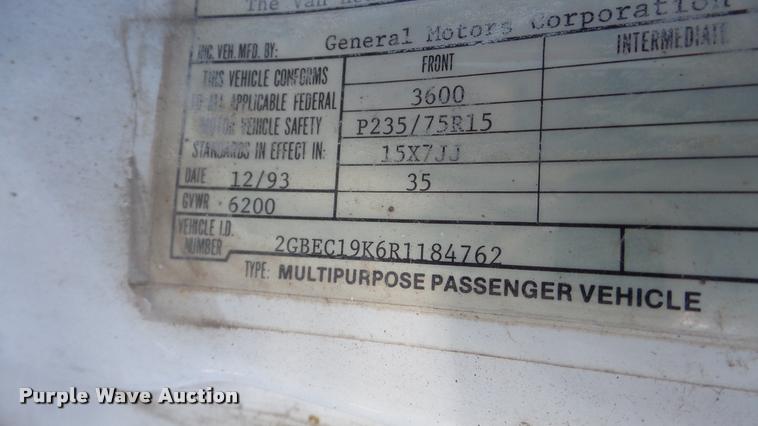 The Van
INC. VEH. MFD. BY: General Motors Corporation
FRONT INTERMEDIATE
THIS VEHICLE CONFORMS
TO ALL APPLICABLE FEDERAL 3600
MOTOR VEHICLE SAFETY P235/75R15
STANDARDS IN EFFECT IN: 15X7JJ
DATE 12/93 35
GVWR 6200
VEHICLE I.D.
NUMBER 2GBEC19K6R1184762
TYPE: MULTIPURPOSE PASSENGER VEHICLE
Purple Wave Auction